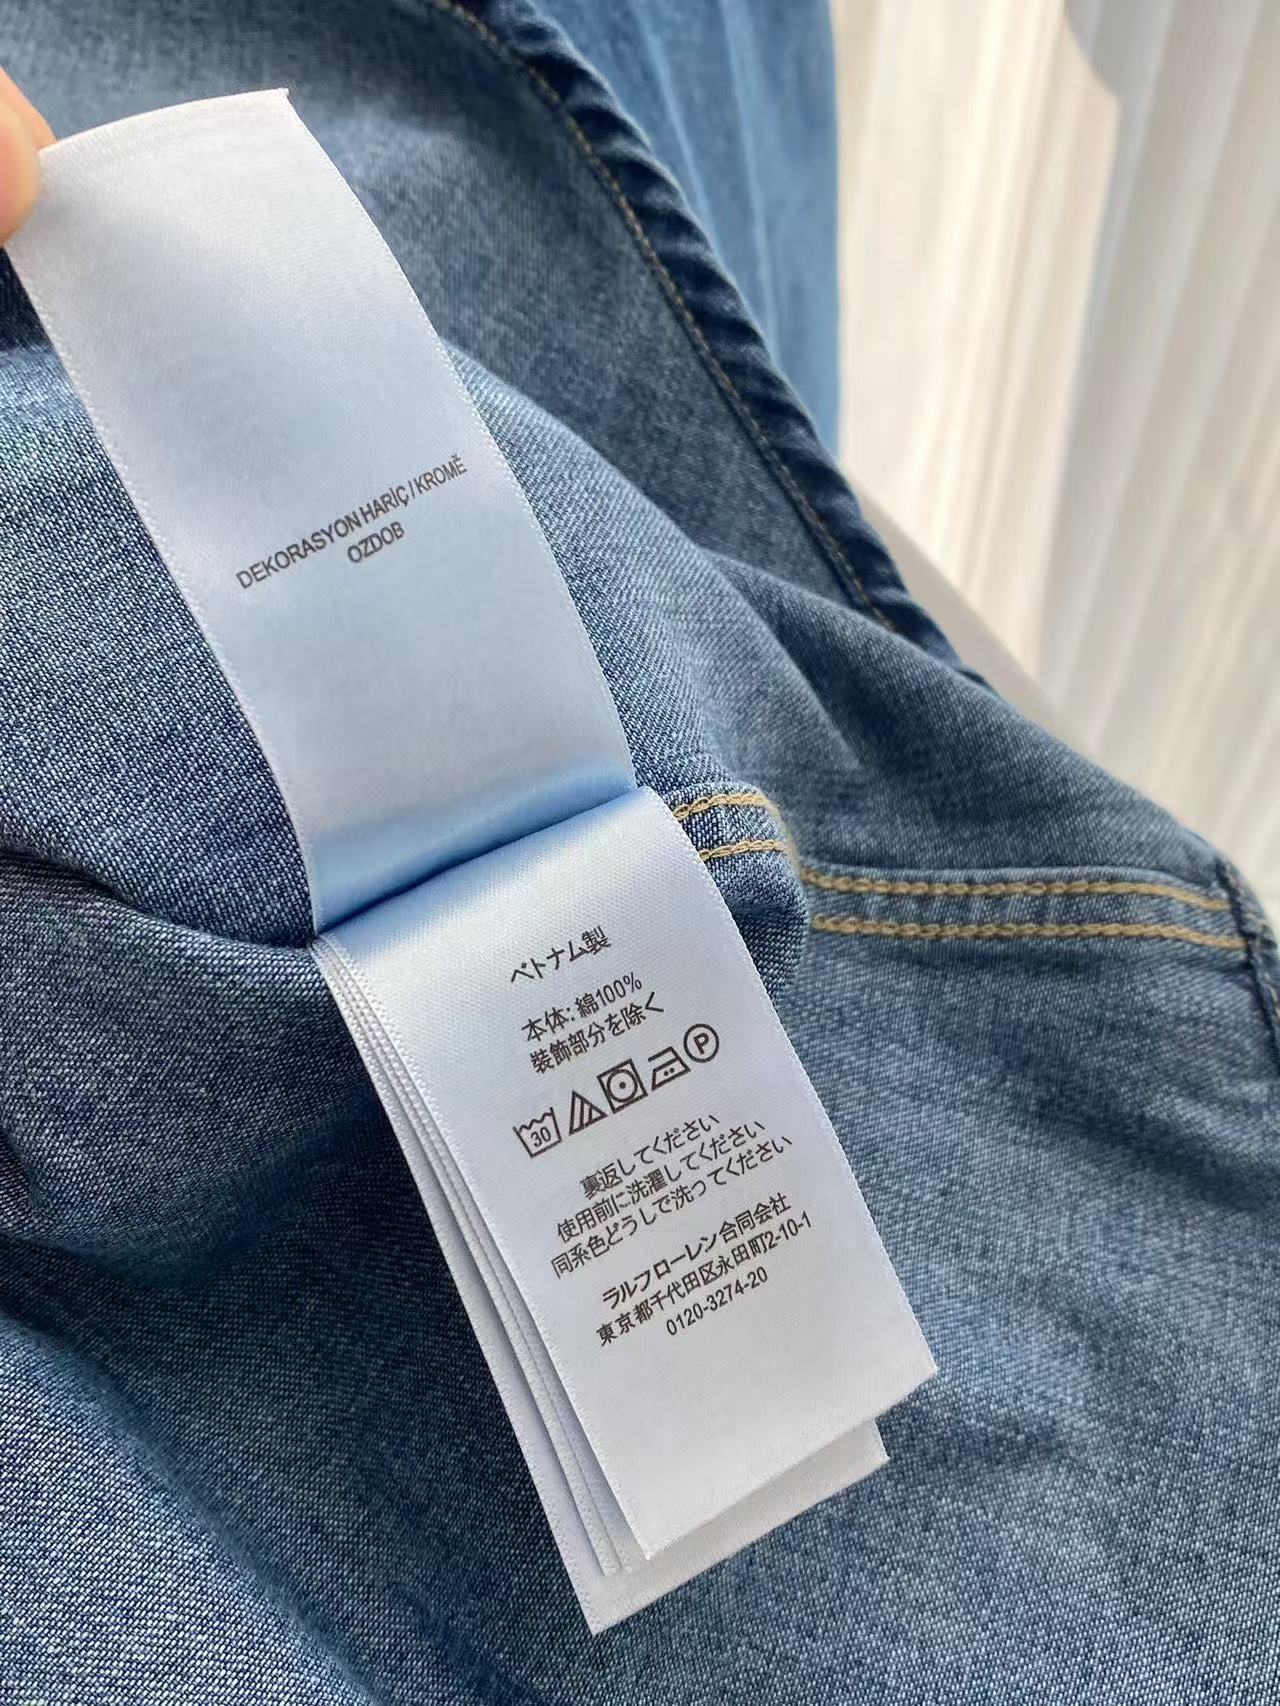 DEKORASYON HARİÇ / KROMĚ
OZDOB
ベトナム製
本体: 綿100%
装飾部分を除く
30 P
裏返してください
使用前に洗濯してください
同系色どうしで洗ってください
ラルフローレン合同会社
東京都千代田区永田町2-10-1
0120-3274-20